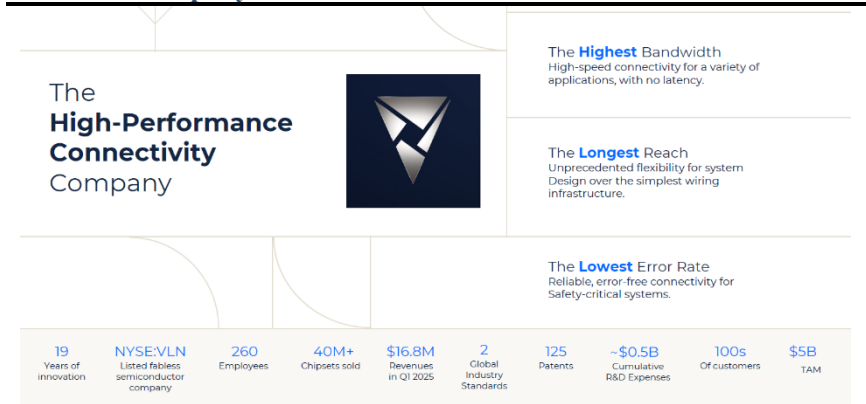 The
High-Performance
Connectivity
Company
The Highest Bandwidth
High-speed connectivity for a variety of
applications, with no latency.
The Longest Reach
Unprecedented flexibility for system
Design over the simplest wiring
infrastructure.
The Lowest Error Rate
Reliable, error-free connectivity for
Safety-critical systems.
19
Years of
innovation
NYSE:VLN
Listed fabless
semiconductor
company
260
Employees
40M+
Chipsets sold
$16.8M
Revenues
in Q1 2025
2
Global
Industry
Standards
125
Patents
~$0.5B
Cumulative
R&D Expenses
100s
Of customers
$5B
TAM